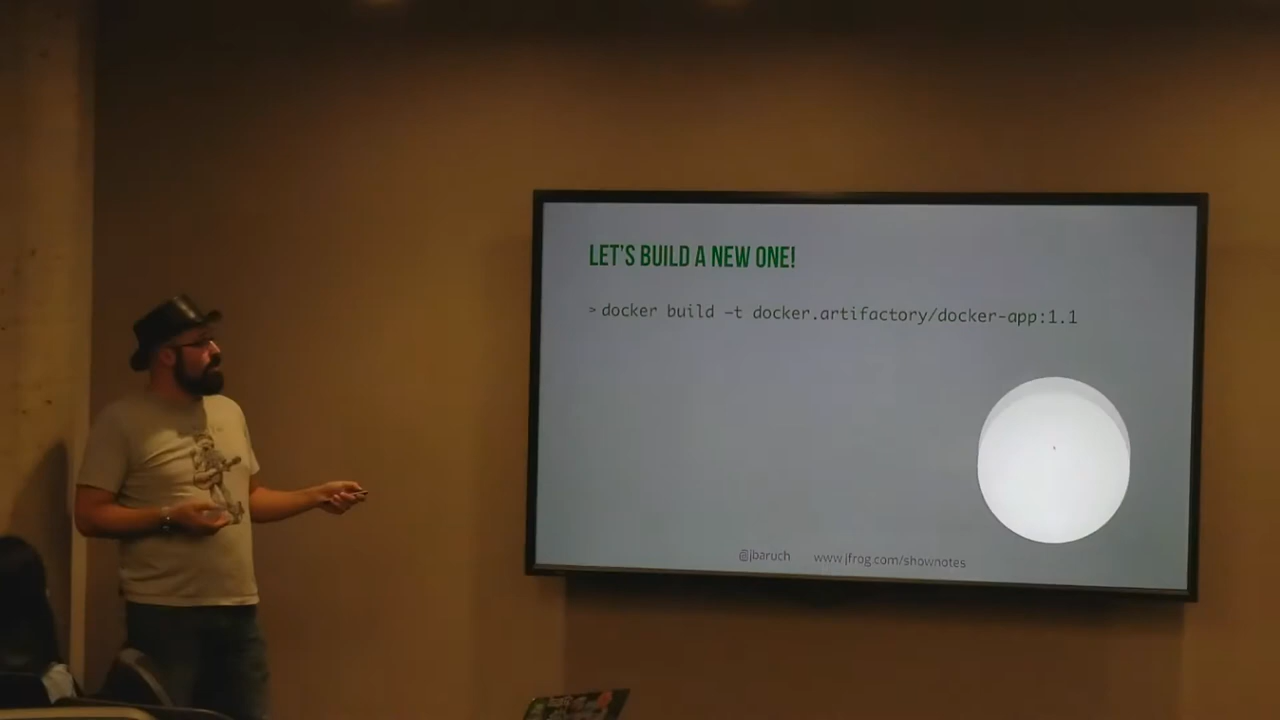 LET'S BUILD A NEW ONE!
> docker build -t docker.artifactory/docker-app:1.1
@jbaruch www.jfrog.com/shownotes